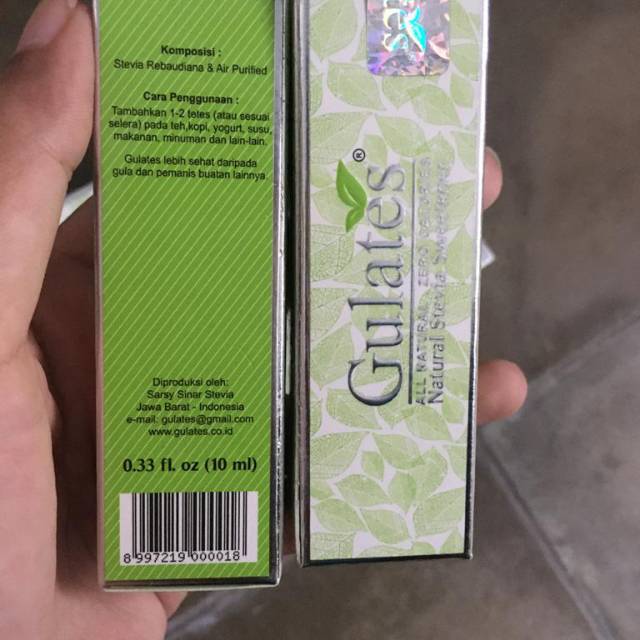 Komposisi :
Stevia Rebaudiana & Air Purified
Cara Penggunaan :
Tambahkan 1-2 tetes (atau sesuai
selera) pada teh,kopi, yogurt, susu,
makanan, minuman dan lain-lain.
Gulates lebih sehat daripada
gula dan pemanis buatan lainnya.
Diproduksi oleh:
Sarsy Sinar Stevia
Jawa Barat - Indonesia
e-mail: gulates@gmail.com
www.gulates.co.id
0.33 fl. oz (10 ml)
8 997219 000018
Gulates®
ALL NATURAL ZERO CALORIES
Natural Stevia Sweetener